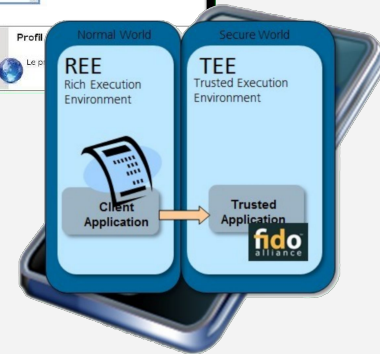 Profil
Le p
Normal World
Secure World
REE
Rich Execution
Environment
TEE
Trusted Execution
Environment
Client
Application
Trusted
Application
fido
alliance